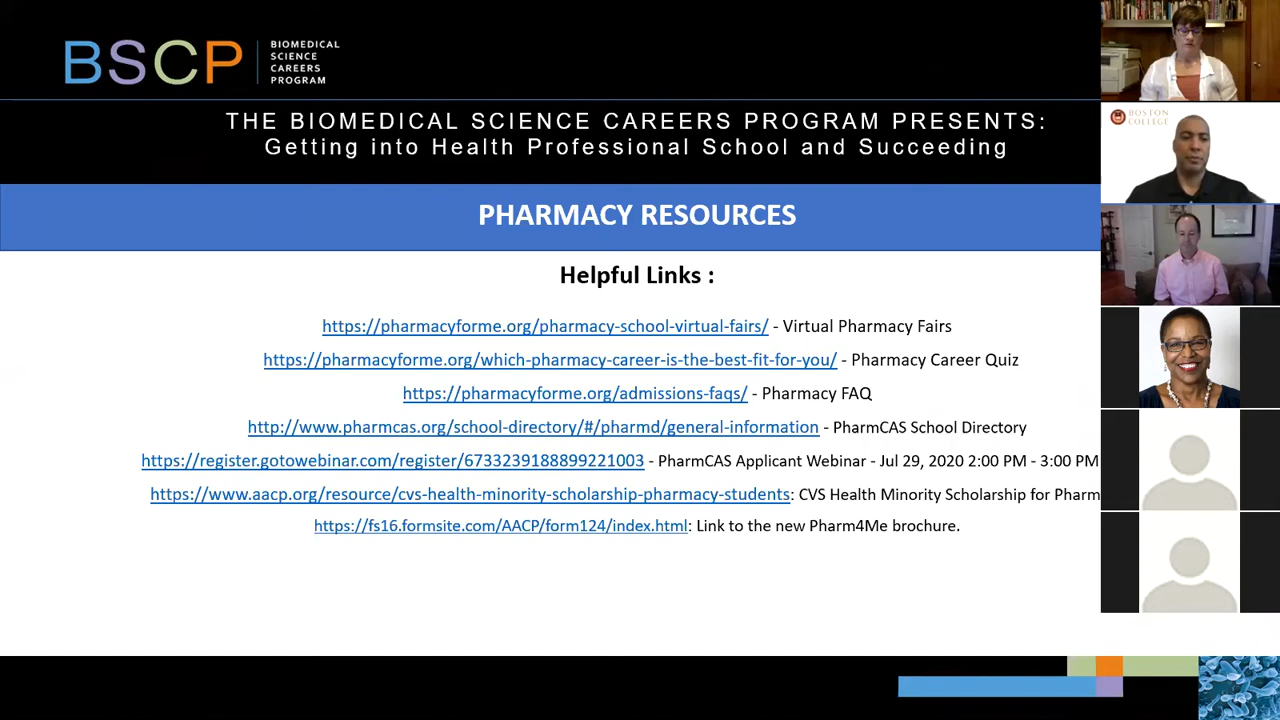 BSCP
BIOMEDICAL
SCIENCE
CAREERS
PROGRAM
THE BIOMEDICAL SCIENCE CAREERS PROGRAM PRESENTS:
Getting into Health Professional School and Succeeding
BOSTON
COLLEGE
PHARMACY RESOURCES
Helpful Links :
https://pharmacyforme.org/pharmacy-school-virtual-fairs/ - Virtual Pharmacy Fairs
https://pharmacyforme.org/which-pharmacy-career-is-the-best-fit-for-you/ - Pharmacy Career Quiz
https://pharmacyforme.org/admissions-faqs/ - Pharmacy FAQ
http://www.pharmcas.org/school-directory/#/pharmd/general-information - PharmCAS School Directory
https://register.gotowebinar.com/register/6733239188899221003 - PharmCAS Applicant Webinar - Jul 29, 2020 2:00 PM - 3:00 PM
https://www.aacp.org/resource/cvs-health-minority-scholarship-pharmacy-students: CVS Health Minority Scholarship for Pharm
https://fs16.formsite.com/AACP/form124/index.html: Link to the new Pharm4Me brochure.